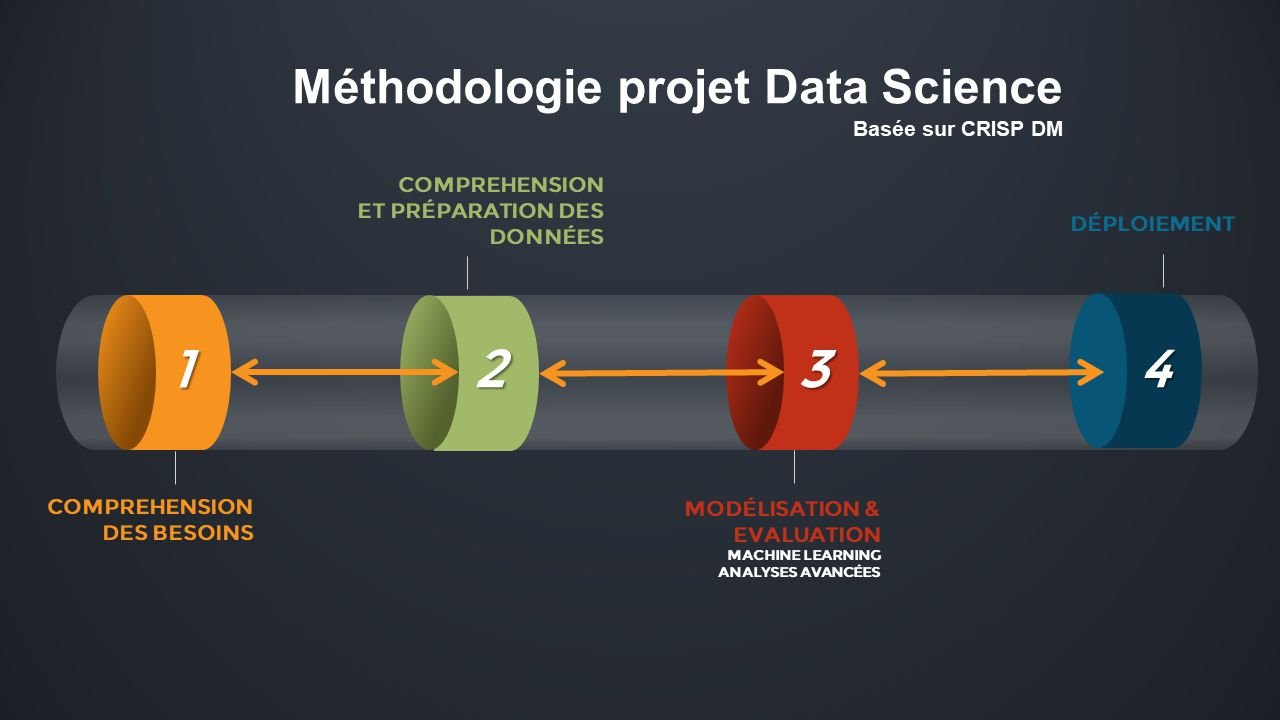 Méthodologie projet Data Science
Basée sur CRISP DM
COMPREHENSION
ET PRÉPARATION DES
DONNÉES
DÉPLOIEMENT
1
2
3
4
COMPREHENSION
DES BESOINS
MODÉLISATION &
EVALUATION
MACHINE LEARNING
ANALYSES AVANCÉES